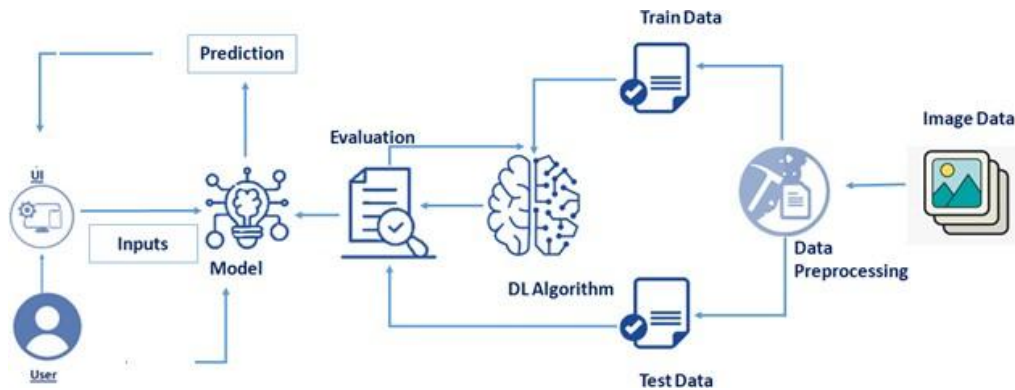 Train Data
Prediction
Image Data
Evaluation
UI
Inputs
Data
Preprocessing
Model
DL Algorithm
User
Test Data